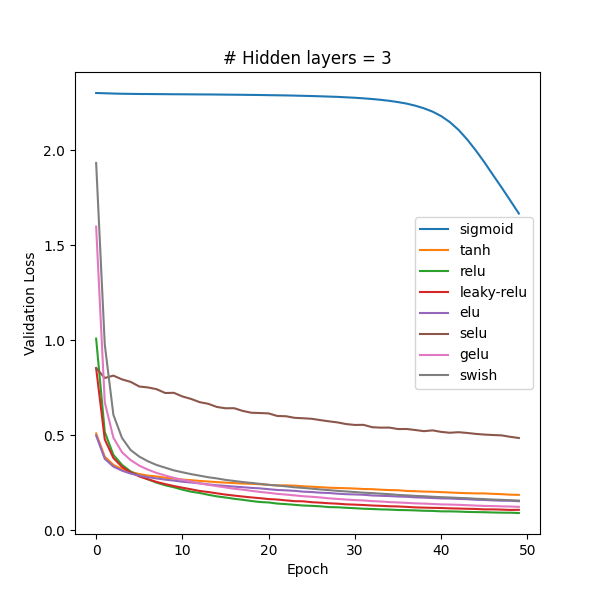 # Hidden layers = 3
Validation Loss
2.0
1.5
1.0
0.5
0.0
sigmoid
tanh
relu
leaky-relu
elu
selu
gelu
swish
0 10 20 30 40 50
Epoch